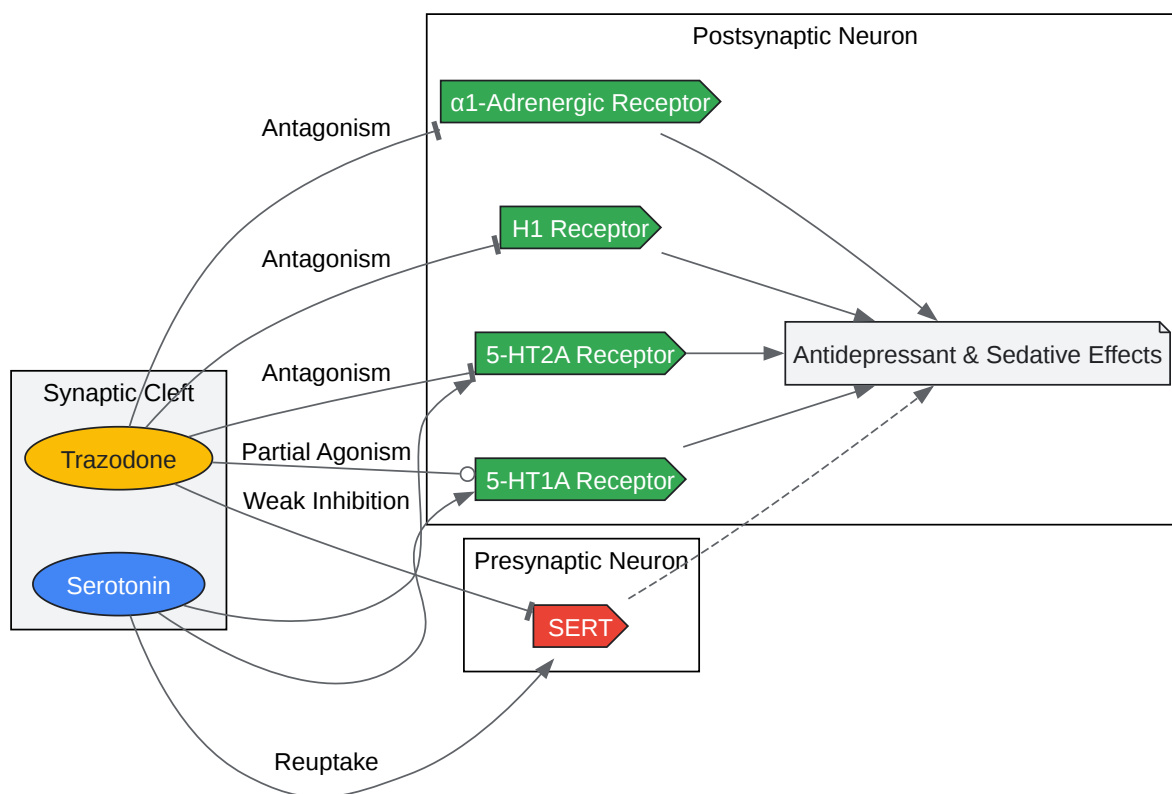 Postsynaptic Neuron
α1-Adrenergic Receptor
Antagonism
H1 Receptor
Antagonism
5-HT2A Receptor
Antidepressant & Sedative Effects
Antagonism
Synaptic Cleft
Trazodone
Partial Agonism
5-HT1A Receptor
Weak Inhibition
Presynaptic Neuron
Serotonin
SERT
Reuptake